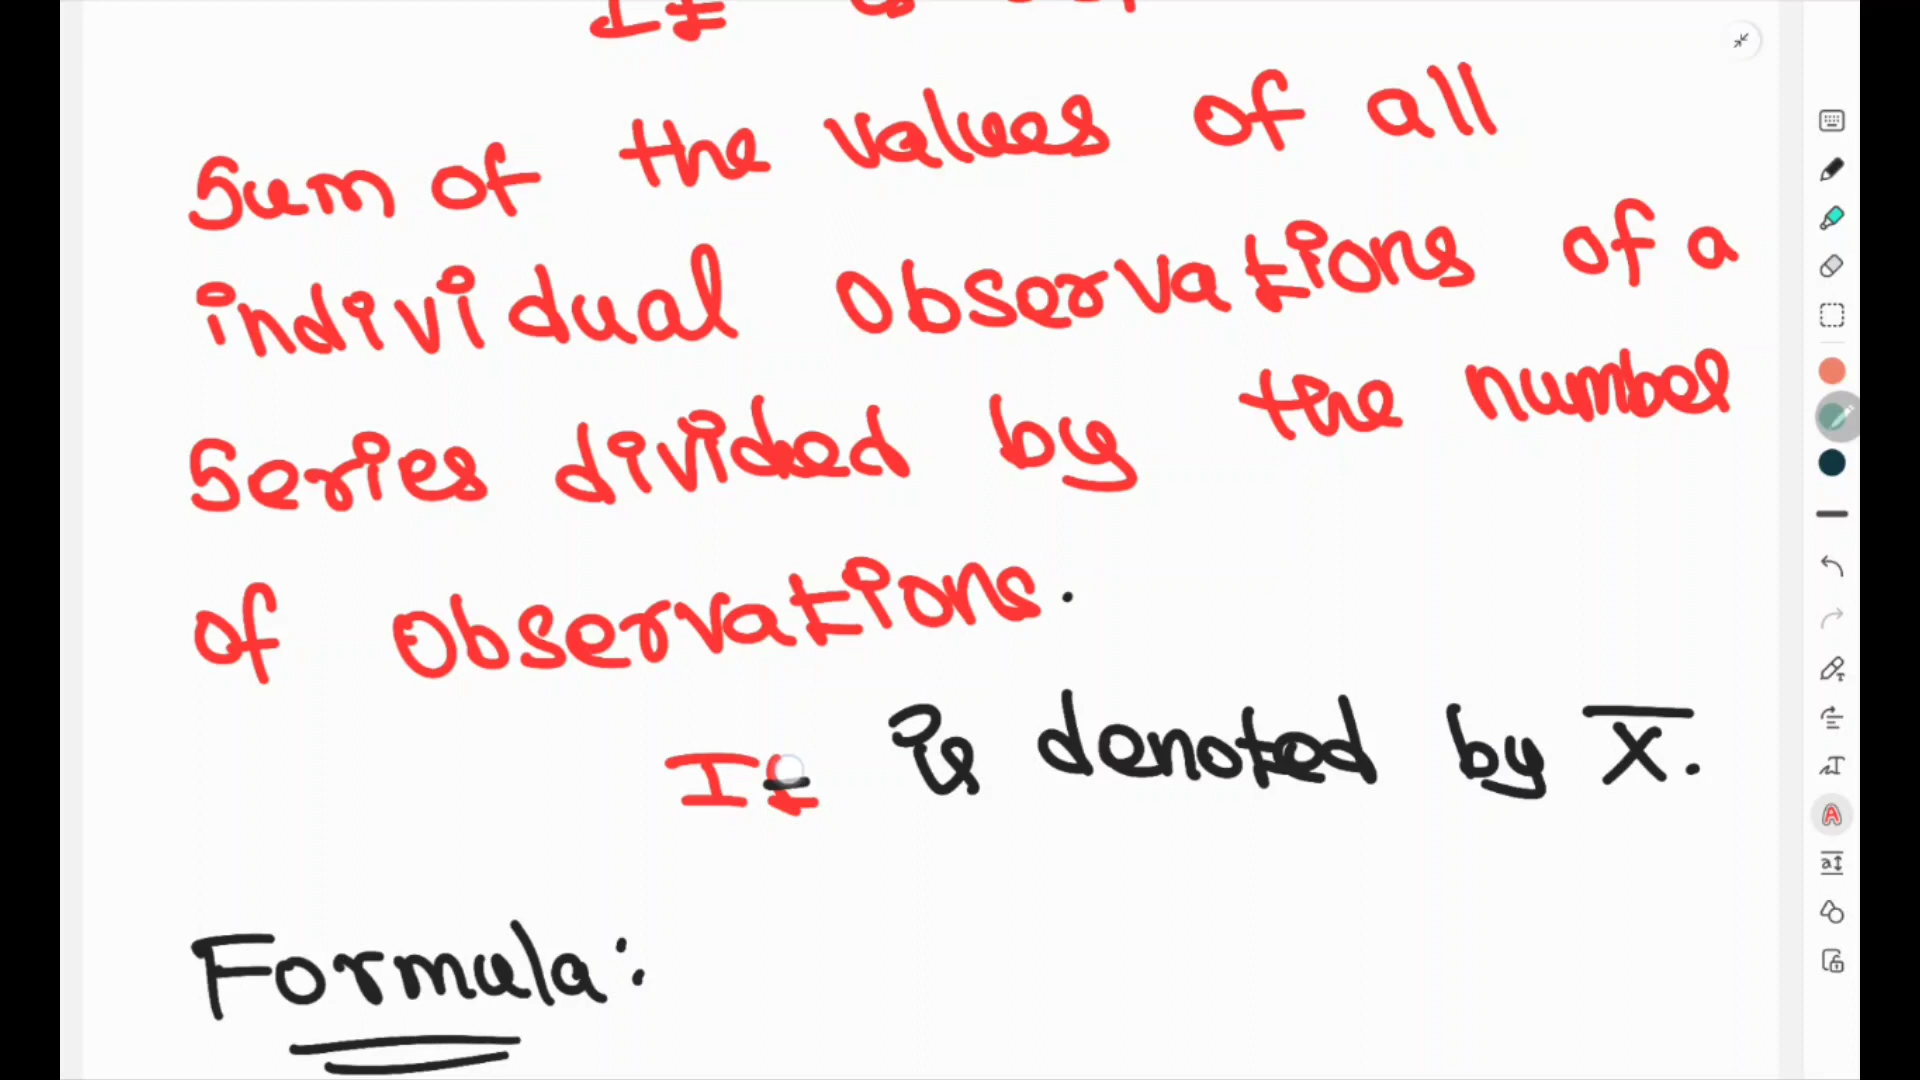 Sum of the values of all
individual observations of a
Series divided by the number
of observations.
It is denoted by X̅.
Formula: